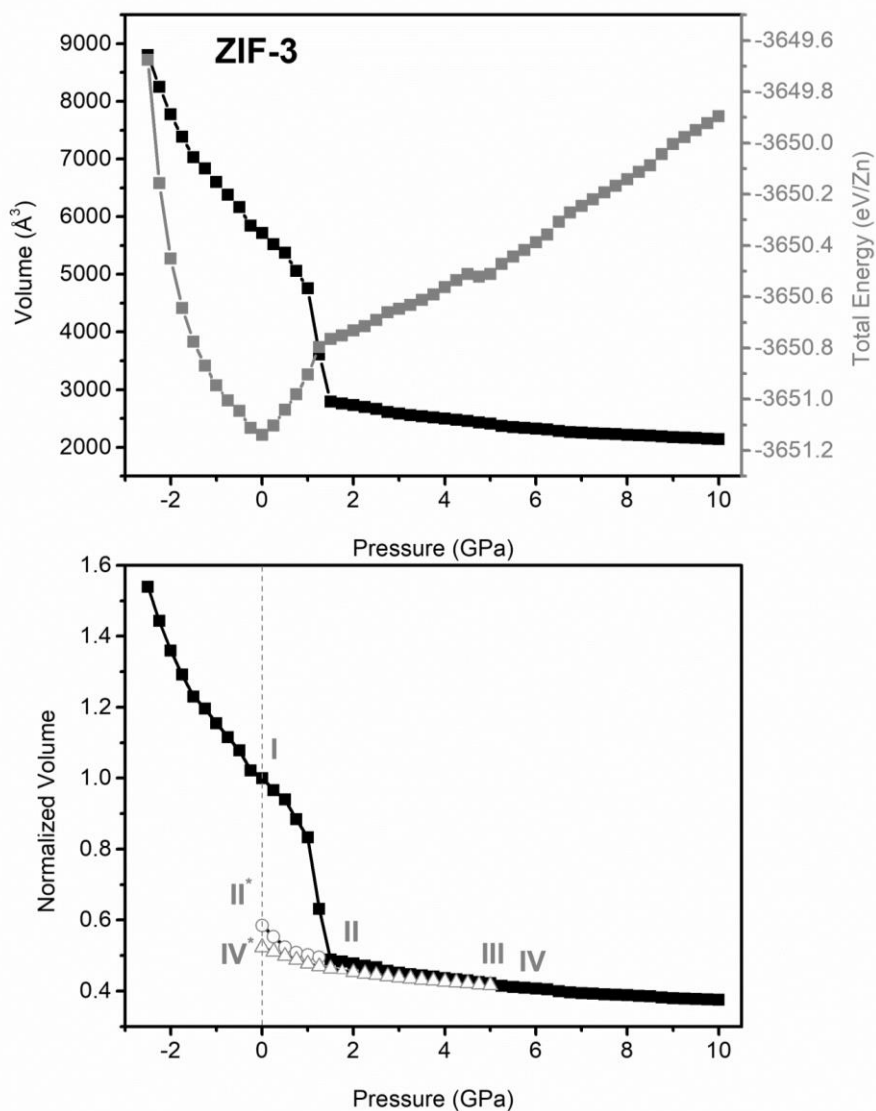 ZIF-3
9000
8000
7000
6000
5000
4000
3000
2000
Volume (Å³)
-3649.6
-3649.8
-3650.0
-3650.2
-3650.4
-3650.6
-3650.8
-3651.0
-3651.2
Total Energy (eV/Zn)
-2 0 2 4 6 8 10
Pressure (GPa)
1.6
1.4
1.2
1.0
0.8
0.6
0.4
Normalized Volume
I
II*
IV*
II
III IV
-2 0 2 4 6 8 10
Pressure (GPa)